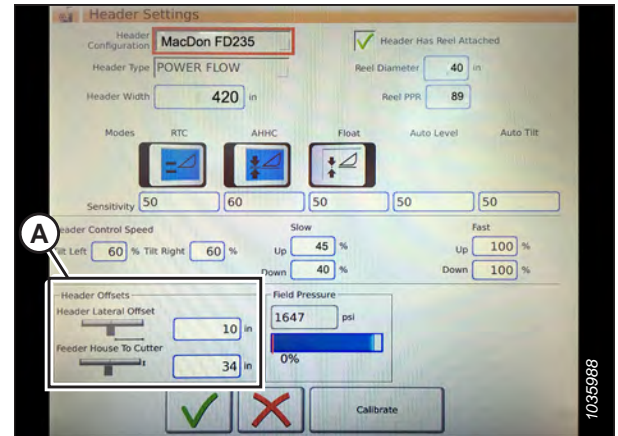 Header Settings
Header Configuration MacDon FD235
Header Has Reel Attached
Header Type POWER FLOW
Reel Diameter 40 in
Header Width 420 in
Reel PPR 89
Modes RTC AHHC Float Auto Level Auto Tilt
Sensitivity 50 60 50 50 50
Header Control Speed Slow Fast
Tilt Left 60 % Tilt Right 60 % Up 45 % Up 100 %
Down 40 % Down 100 %
A
Header Offsets
Header Lateral Offset
10 in
Feeder House To Cutter
34 in
Field Pressure
1647 psi
0%
Calibrate
1035988